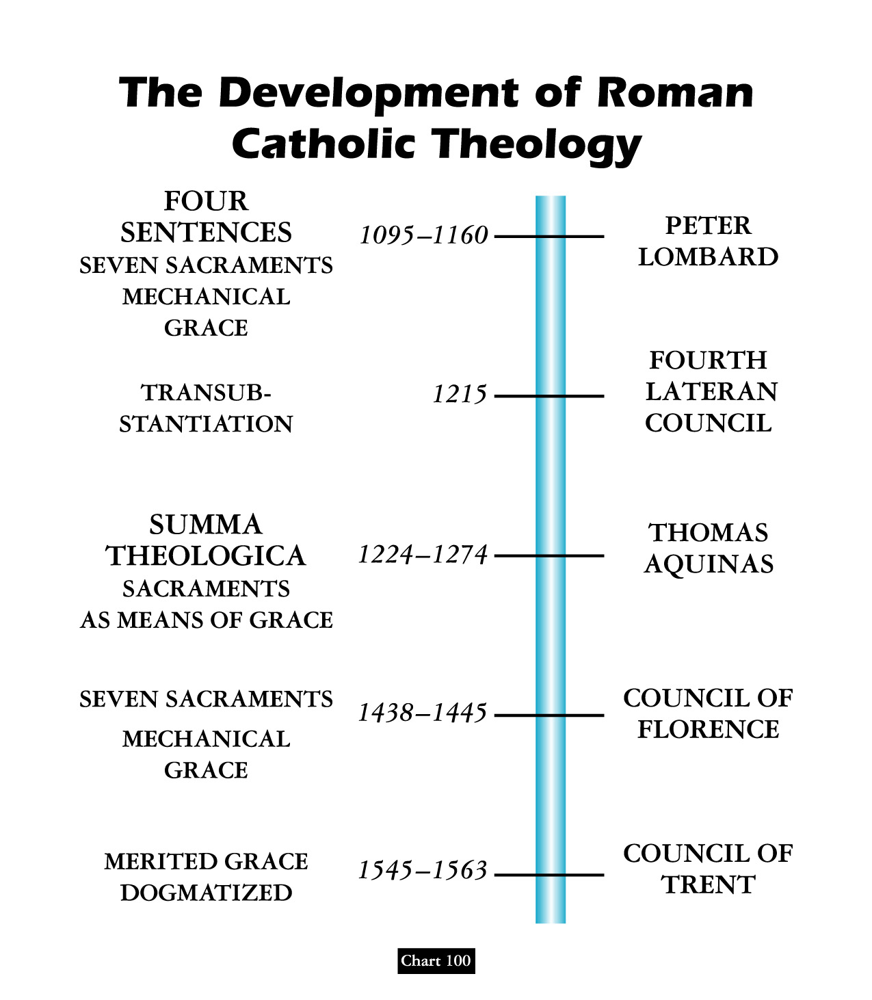 The Development of Roman
Catholic Theology
FOUR
SENTENCES
SEVEN SACRAMENTS
MECHANICAL
GRACE
1095–1160
PETER
LOMBARD
TRANSUB-
STANTIATION
1215
FOURTH
LATERAN
COUNCIL
SUMMA
THEOLOGICA
SACRAMENTS
AS MEANS OF GRACE
1224–1274
THOMAS
AQUINAS
SEVEN SACRAMENTS
MECHANICAL
GRACE
1438–1445
COUNCIL OF
FLORENCE
MERITED GRACE
DOGMATIZED
1545–1563
COUNCIL OF
TRENT
Chart 100